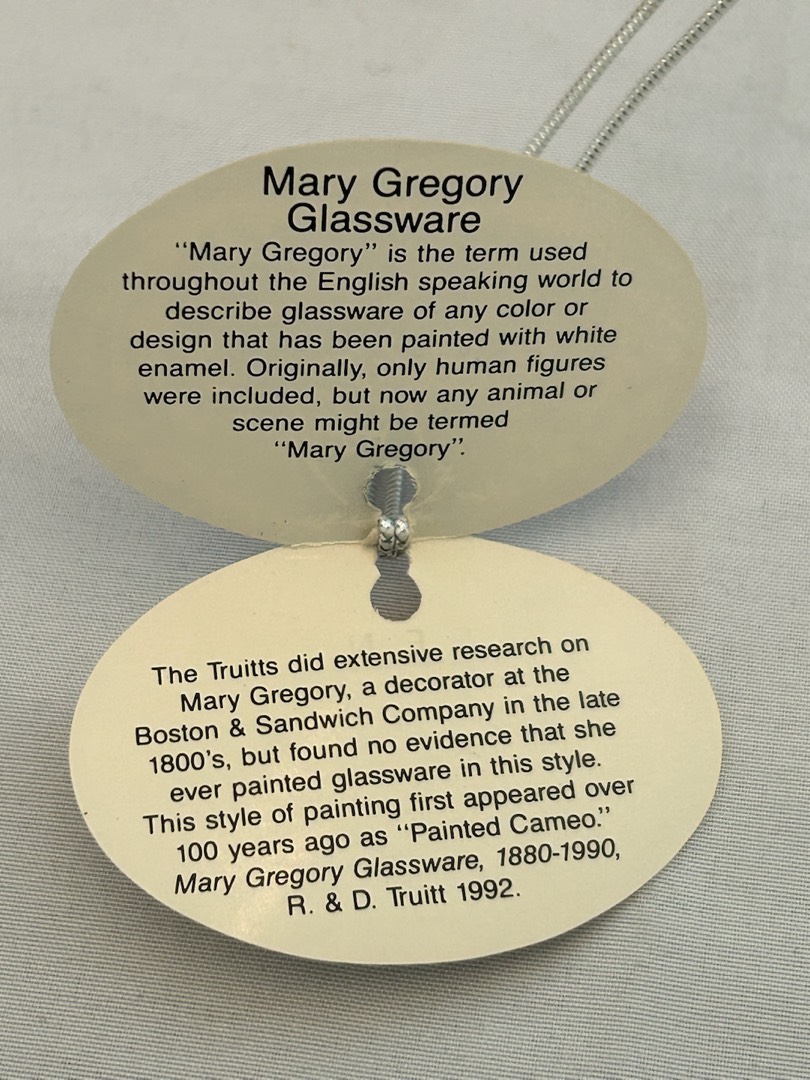 Mary Gregory
Glassware
"Mary Gregory" is the term used
throughout the English speaking world to
describe glassware of any color or
design that has been painted with white
enamel. Originally, only human figures
were included, but now any animal or
scene might be termed
"Mary Gregory".
The Truitts did extensive research on
Mary Gregory, a decorator at the
Boston & Sandwich Company in the late
1800's, but found no evidence that she
ever painted glassware in this style.
This style of painting first appeared over
100 years ago as "Painted Cameo."
Mary Gregory Glassware, 1880-1990,
R. & D. Truitt 1992.